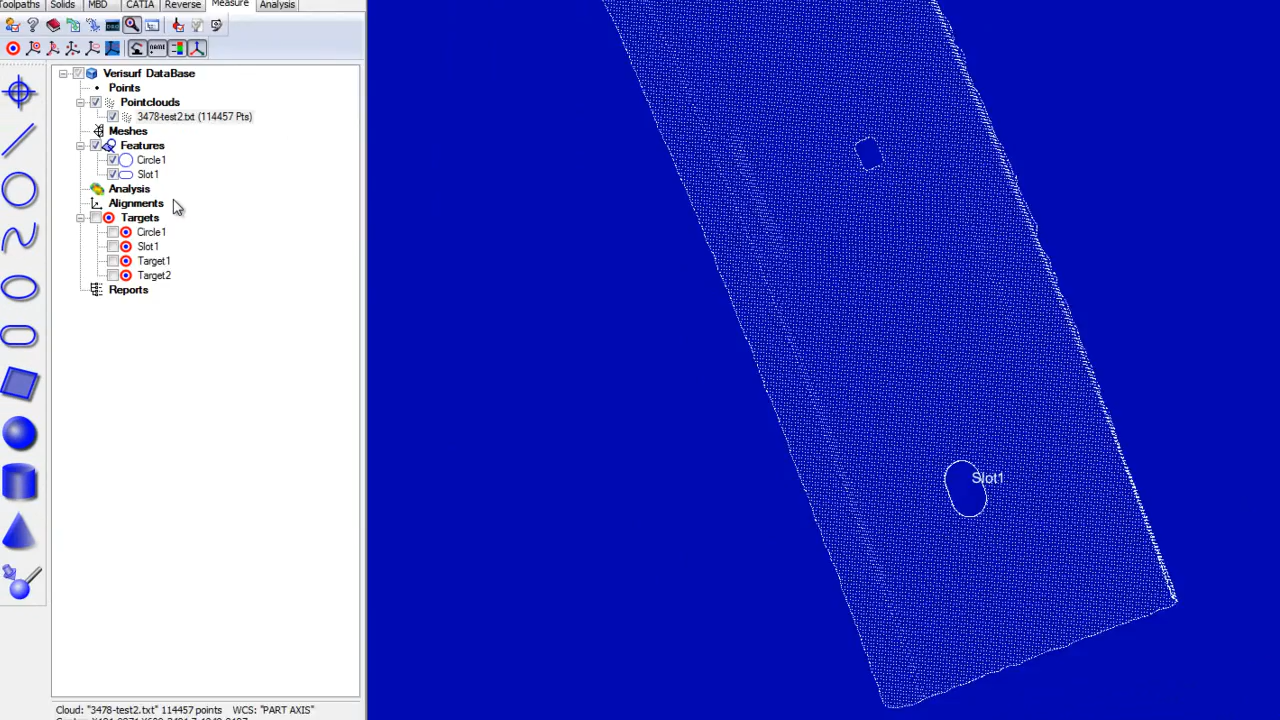 Toolpaths Solids MBD CATIA Reverse Measure Analysis
Verisurf DataBase
Points
Pointclouds
3478-test2.txt (114457 Pts)
Meshes
Features
Circle1
Slot1
Analysis
Alignments
Targets
Circle1
Slot1
Target1
Target2
Reports
Slot1
Cloud: "3478-test2.txt" 114457 points WCS: "PART AXIS"